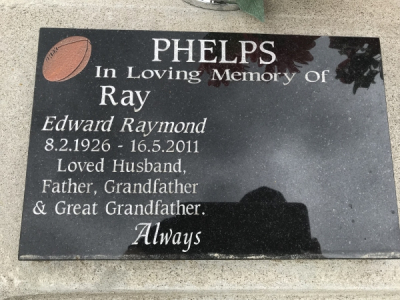 PHELPS
In Loving Memory Of
Ray
Edward Raymond
8.2.1926 - 16.5.2011
Loved Husband,
Father, Grandfather
& Great Grandfather.
Always